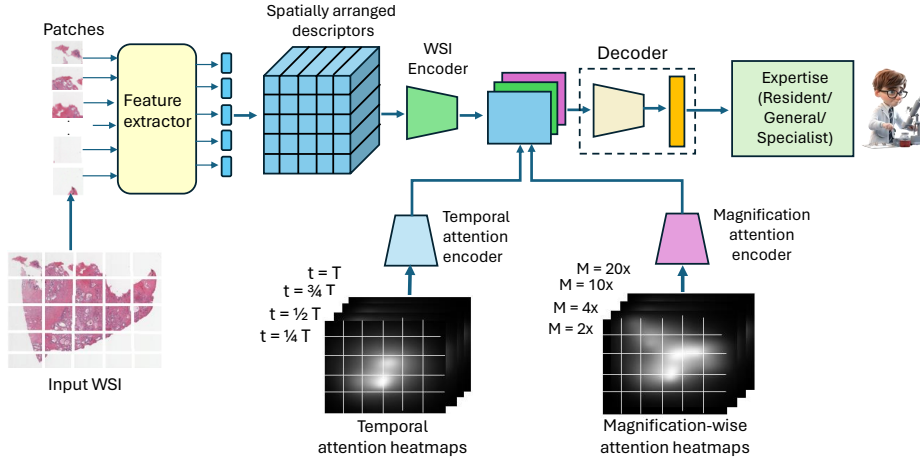 Patches
Feature
extractor
Input WSI
Spatially arranged
descriptors
WSI
Encoder
Decoder
Expertise
(Resident/
General/
Specialist)
Temporal
attention
encoder
t = T
t = ¾ T
t = ½ T
t = ¼ T
Temporal
attention heatmaps
Magnification
attention
encoder
M = 20x
M = 10x
M = 4x
M = 2x
Magnification-wise
attention heatmaps